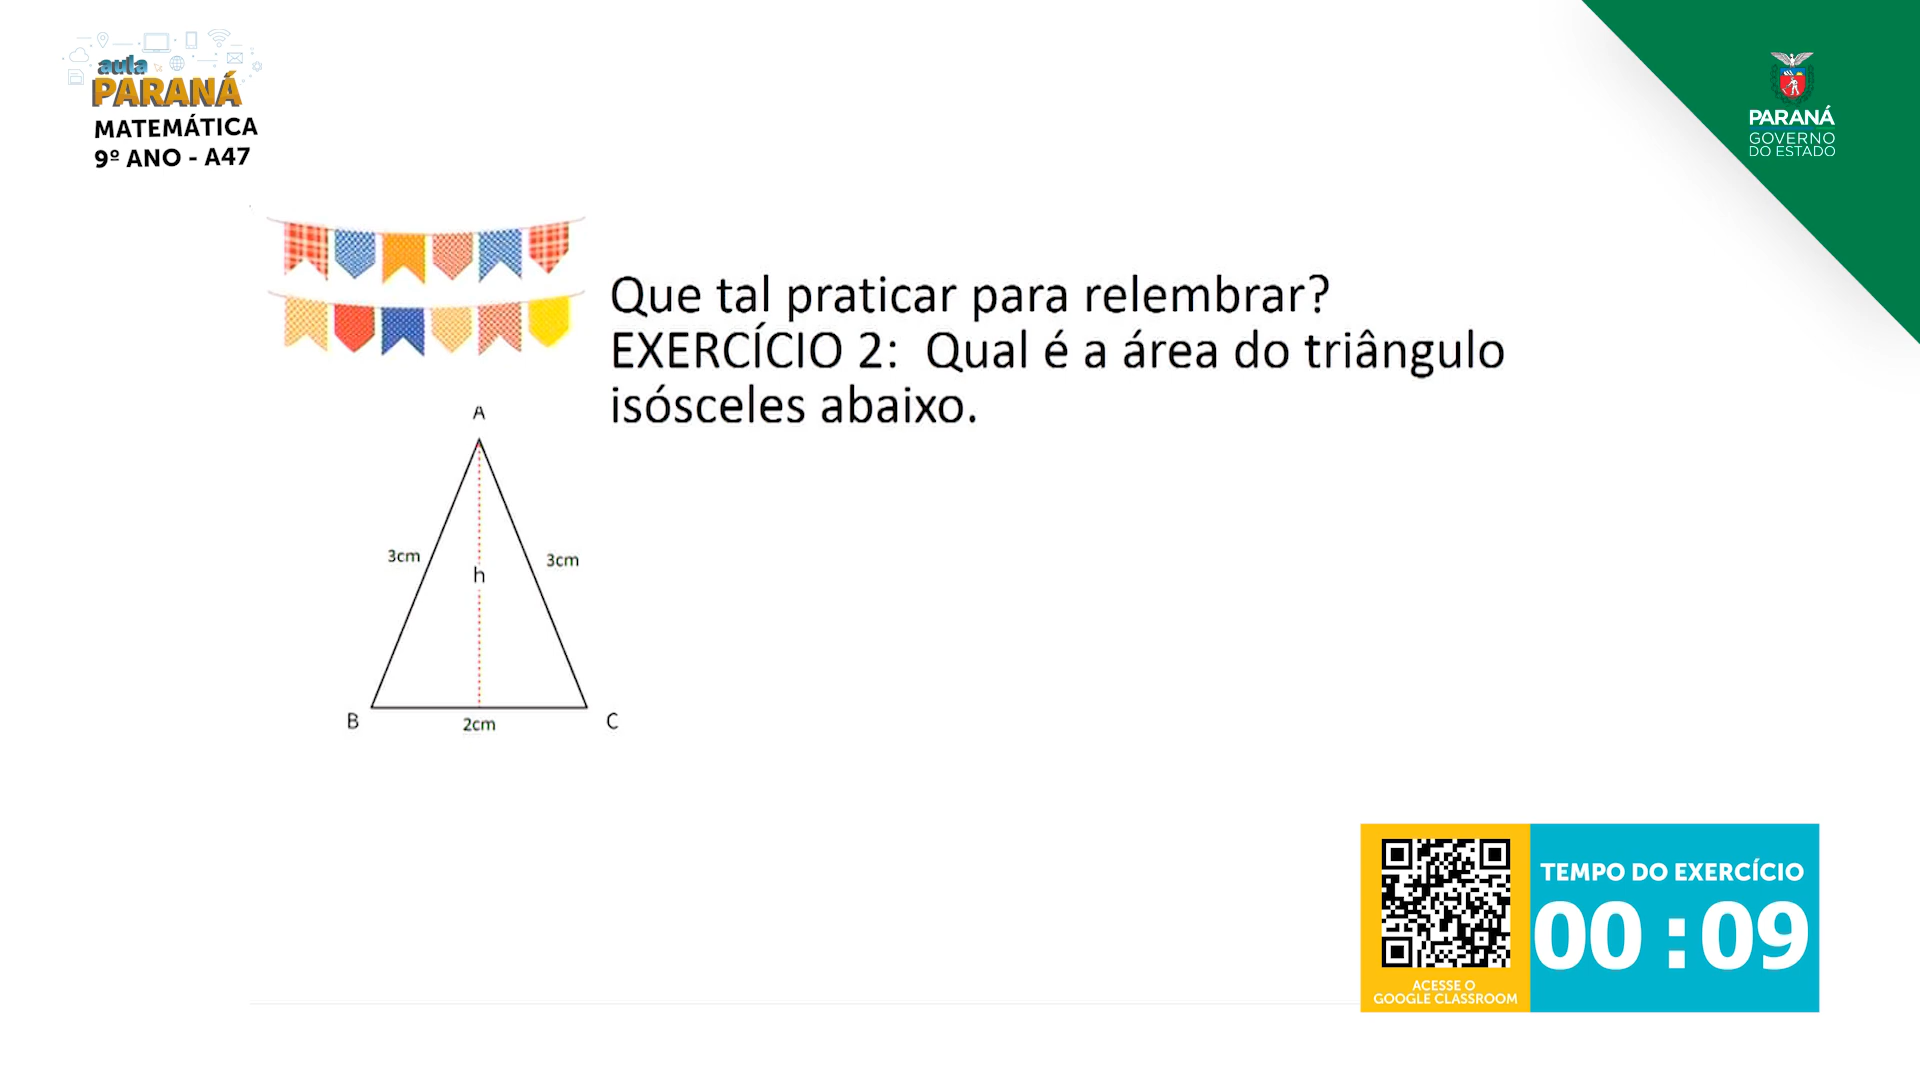 aula
PARANÁ
MATEMÁTICA
9º ANO - A47
PARANÁ
GOVERNO
DO ESTADO
Que tal praticar para relembrar?
EXERCÍCIO 2:  Qual é a área do triângulo
isósceles abaixo.
A
3cm
3cm
h
B
2cm
C
TEMPO DO EXERCÍCIO
00:09
ACESSE O
GOOGLE CLASSROOM